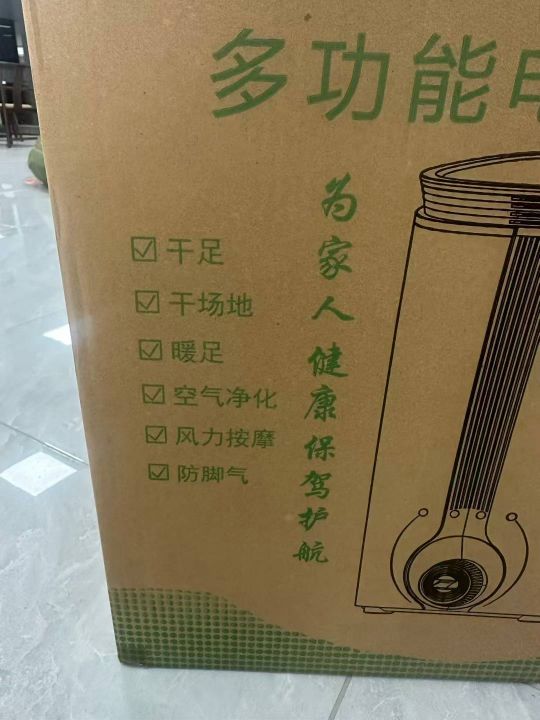 多功能电
为家人健康保驾护航
干足
干场地
暖足
空气净化
风力按摩
防脚气